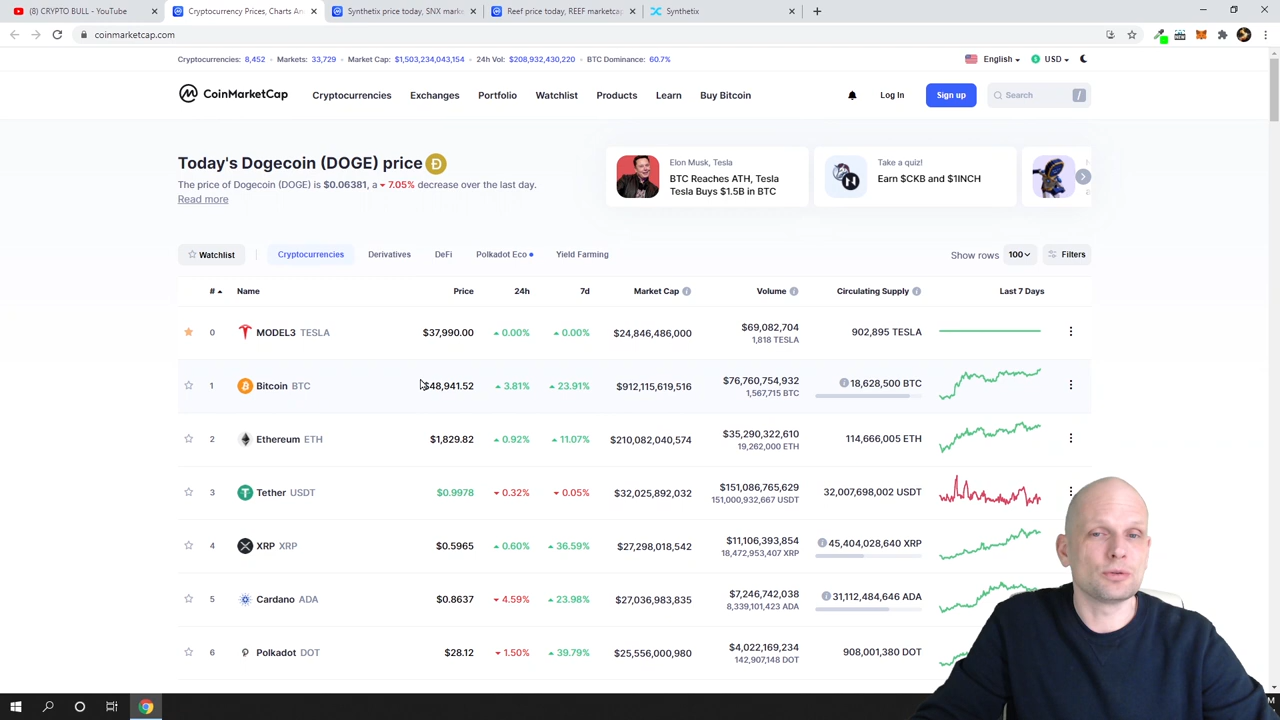 (8) CRYPTO BULL - YouTube
Cryptocurrency Prices, Charts An
Synthetix price today, SNX mark
Reef price today, REEF marketcap
Synthetix
coinmarketcap.com
Cryptocurrencies: 8,452 Markets: 33,729 Market Cap: $1,503,234,043,154 24h Vol: $208,932,430,220 BTC Dominance: 60.7%
English USD
CoinMarketCap
Cryptocurrencies Exchanges Portfolio Watchlist Products Learn Buy Bitcoin
Log In Sign up Search /
Today's Dogecoin (DOGE) price
The price of Dogecoin (DOGE) is $0.06381, a 7.05% decrease over the last day.
Read more
Elon Musk, Tesla
BTC Reaches ATH, Tesla
Tesla Buys $1.5B in BTC
Take a quiz!
Earn $CKB and $1INCH
Watchlist Cryptocurrencies Derivatives DeFi Polkadot Eco Yield Farming Show rows 100 Filters
# Name Price 24h 7d Market Cap Volume Circulating Supply Last 7 Days
0 MODEL3 TESLA $37,990.00 0.00% 0.00% $24,846,486,000 $69,082,704 902,895 TESLA
1,818 TESLA
1 Bitcoin BTC $48,941.52 3.81% 23.91% $912,115,619,516 $76,760,754,932 18,628,500 BTC
1,567,715 BTC
2 Ethereum ETH $1,829.82 0.92% 11.07% $210,082,040,574 $35,290,322,610 114,666,005 ETH
19,262,000 ETH
3 Tether USDT $0.9978 0.32% 0.05% $32,025,892,032 $151,086,765,629 32,007,698,002 USDT
151,000,932,667 USDT
4 XRP XRP $0.5965 0.60% 36.59% $27,298,018,542 $11,106,393,854 45,404,028,640 XRP
18,472,953,407 XRP
5 Cardano ADA $0.8637 4.59% 23.98% $27,036,983,835 $7,246,742,038 31,112,484,646 ADA
8,339,101,423 ADA
6 Polkadot DOT $28.12 1.50% 39.79% $25,556,000,980 $4,022,169,234 908,001,380 DOT
142,907,148 DOT